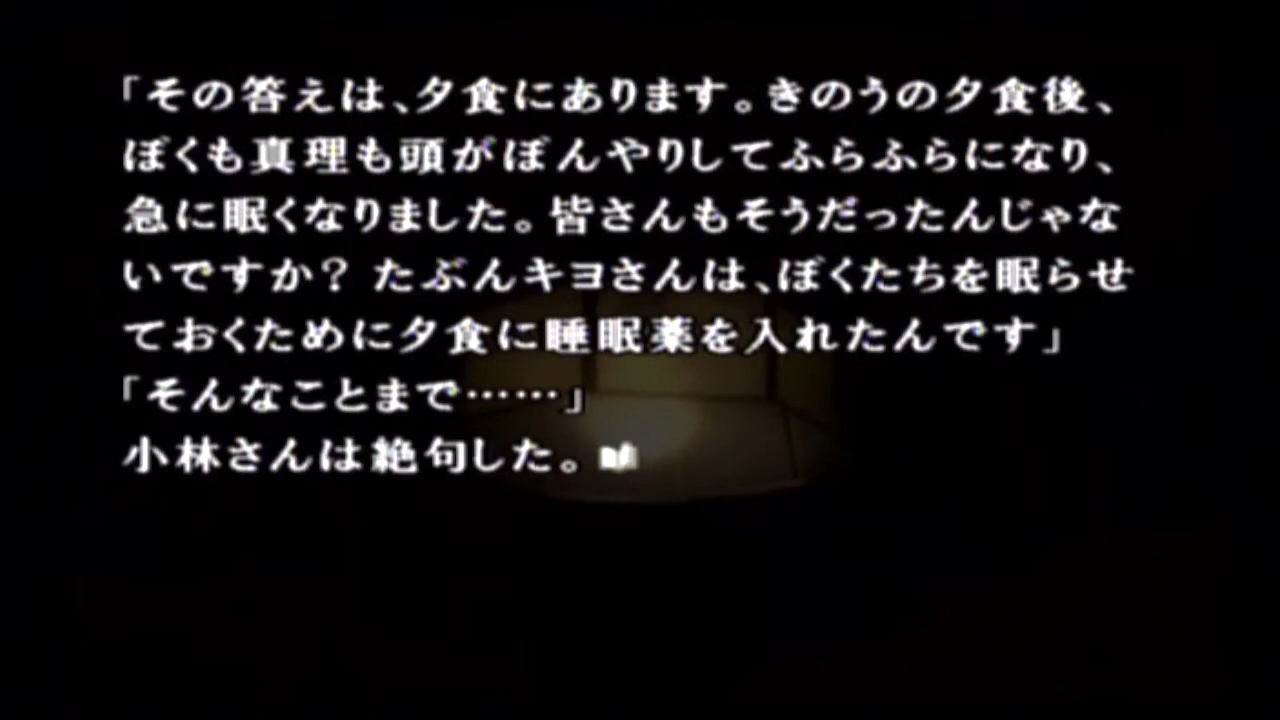 「その答えは、夕食にあります。きのうの夕食後、
ぼくも真理も頭がぼんやりしてふらふらになり、
急に眠くなりました。皆さんもそうだったんじゃな
いですか？ たぶんキヨさんは、ぼくたちを眠らせ
ておくために夕食に睡眠薬を入れたんです」
「そんなことまで……」
小林さんは絶句した。